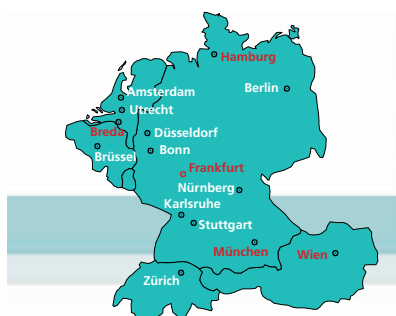 Hamburg
Berlin
Amsterdam
Utrecht
Breda
Düsseldorf
Brüssel
Bonn
Frankfurt
Nürnberg
Karlsruhe
Stuttgart
München
Wien
Zürich